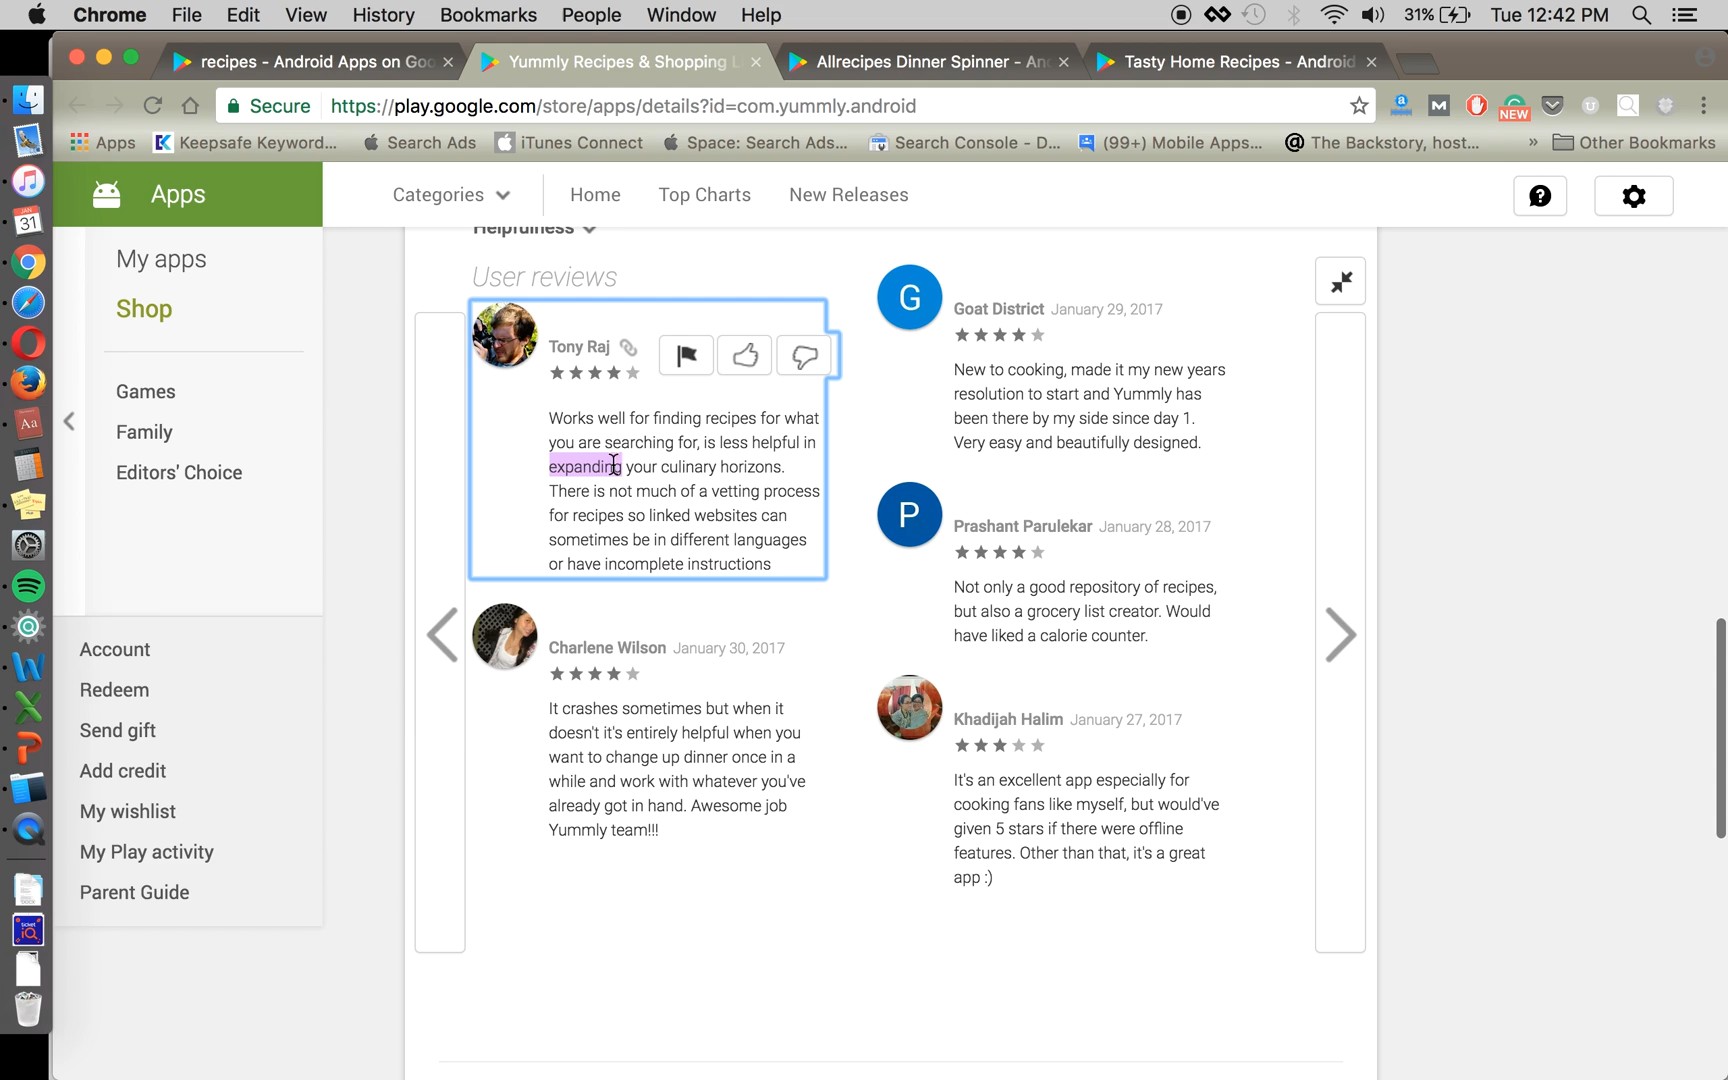 Chrome File Edit View History Bookmarks People Window Help 31% Tue 12:42 PM
recipes - Android Apps on Goo Yummly Recipes & Shopping L Allrecipes Dinner Spinner - An Tasty Home Recipes - Android
Secure https://play.google.com/store/apps/details?id=com.yummly.android
NEW
Apps Keepsafe Keyword... Search Ads iTunes Connect Space: Search Ads... Search Console - D... (99+) Mobile Apps... The Backstory, host... » Other Bookmarks
Apps
Categories Home Top Charts New Releases
My apps
Shop
Games
Family
Editors' Choice
Account
Redeem
Send gift
Add credit
My wishlist
My Play activity
Parent Guide
Helpfulness
User reviews
Tony Raj
Works well for finding recipes for what
you are searching for, is less helpful in
expanding your culinary horizons.
There is not much of a vetting process
for recipes so linked websites can
sometimes be in different languages
or have incomplete instructions
Charlene Wilson January 30, 2017
It crashes sometimes but when it
doesn't it's entirely helpful when you
want to change up dinner once in a
while and work with whatever you've
already got in hand. Awesome job
Yummly team!!!
G
Goat District January 29, 2017
New to cooking, made it my new years
resolution to start and Yummly has
been there by my side since day 1.
Very easy and beautifully designed.
P
Prashant Parulekar January 28, 2017
Not only a good repository of recipes,
but also a grocery list creator. Would
have liked a calorie counter.
Khadijah Halim January 27, 2017
It's an excellent app especially for
cooking fans like myself, but would've
given 5 stars if there were offline
features. Other than that, it's a great
app :)
JAN
31
Aa
ticket
iQ